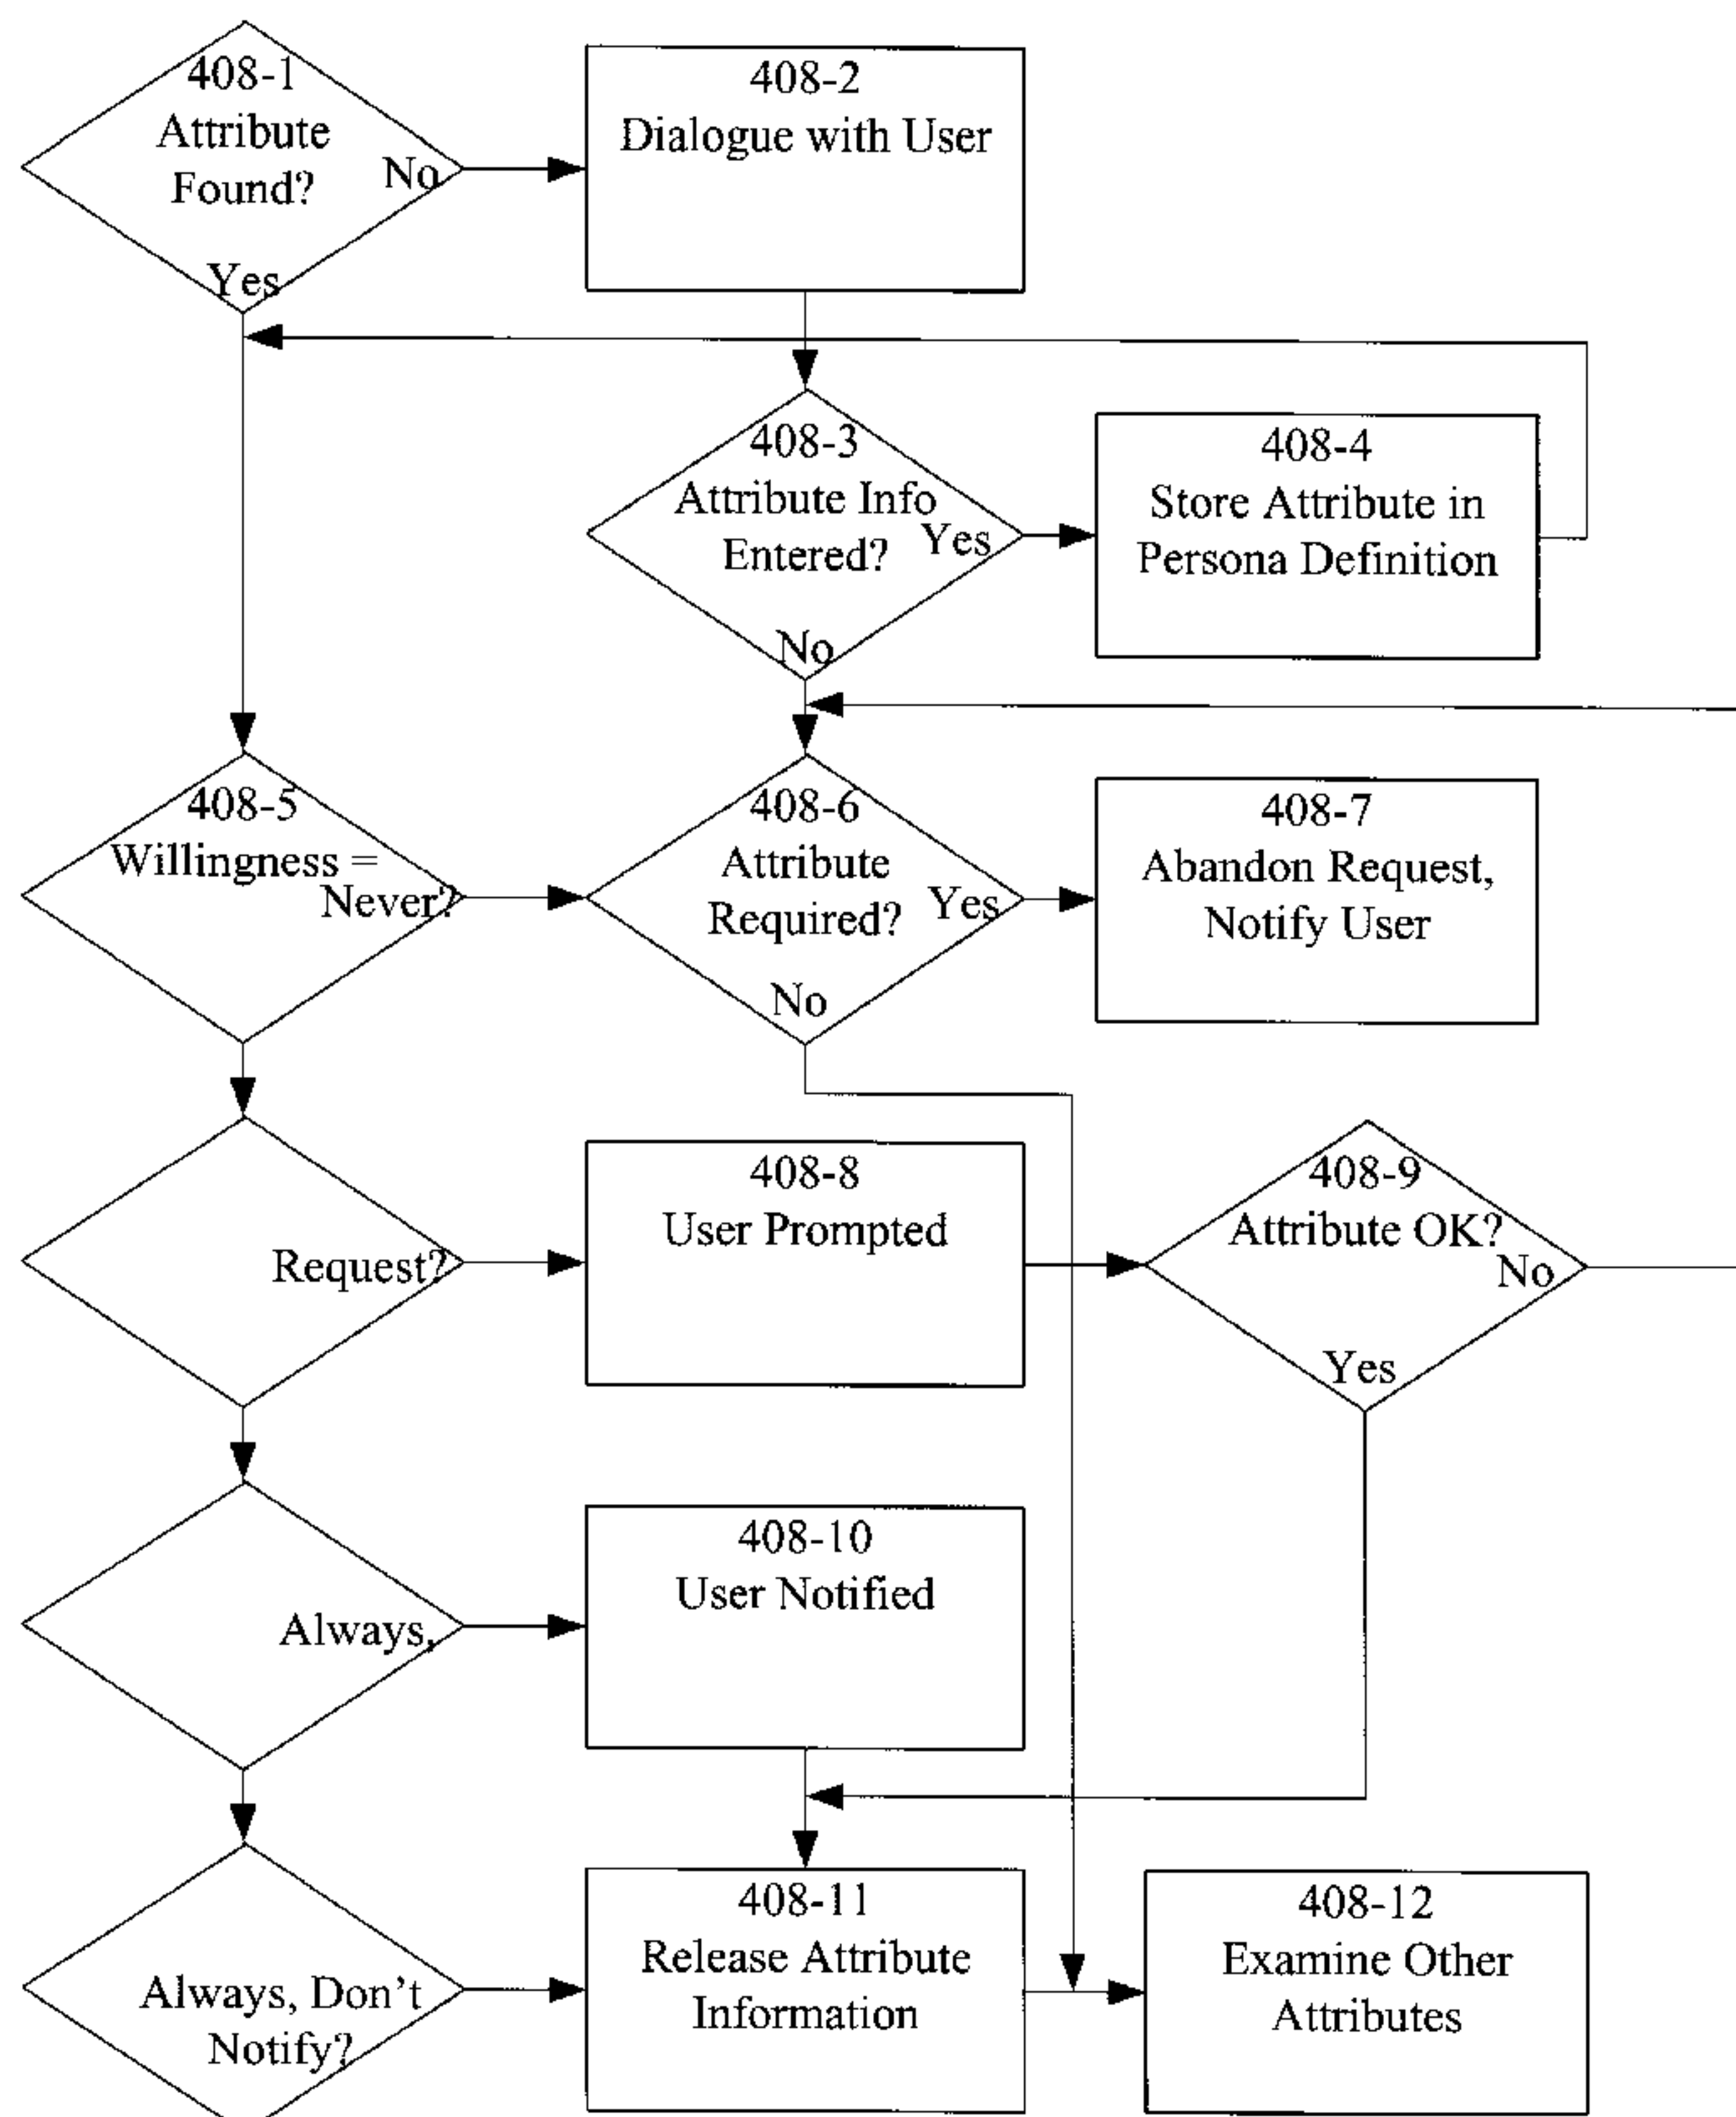 408-1
Attribute
Found?
No
Yes
408-2
Dialogue with User
408-3
Attribute Info
Entered?
Yes
No
408-4
Store Attribute in
Persona Definition
408-5
Willingness =
Never?
408-6
Attribute
Required?
Yes
No
408-7
Abandon Request,
Notify User
Request?
408-8
User Prompted
408-9
Attribute OK?
No
Yes
Always,
408-10
User Notified
Always, Don't
Notify?
408-11
Release Attribute
Information
408-12
Examine Other
Attributes